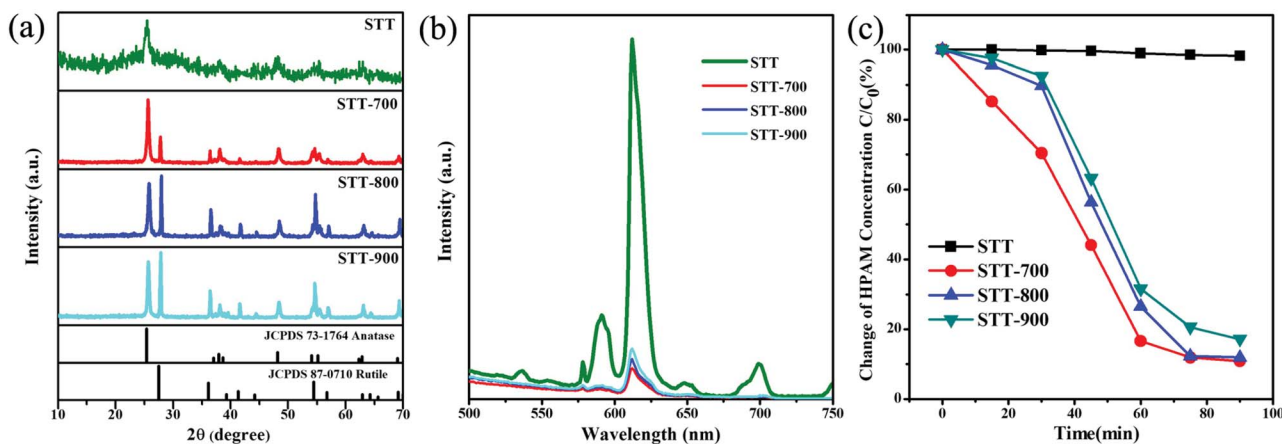 (a)
STT
STT-700
STT-800
STT-900
JCPDS 73-1764 Anatase
JCPDS 87-0710 Rutile
Intensity (a.u.)
10 20 30 40 50 60 70
2θ (degree)
(b)
STT
STT-700
STT-800
STT-900
Intensity (a.u.)
500 550 600 650 700 750
Wavelength (nm)
(c)
100
80
60
40
20
0
Change of HPAM Concentration C/C0(%)
STT
STT-700
STT-800
STT-900
0 20 40 60 80 100
Time(min)